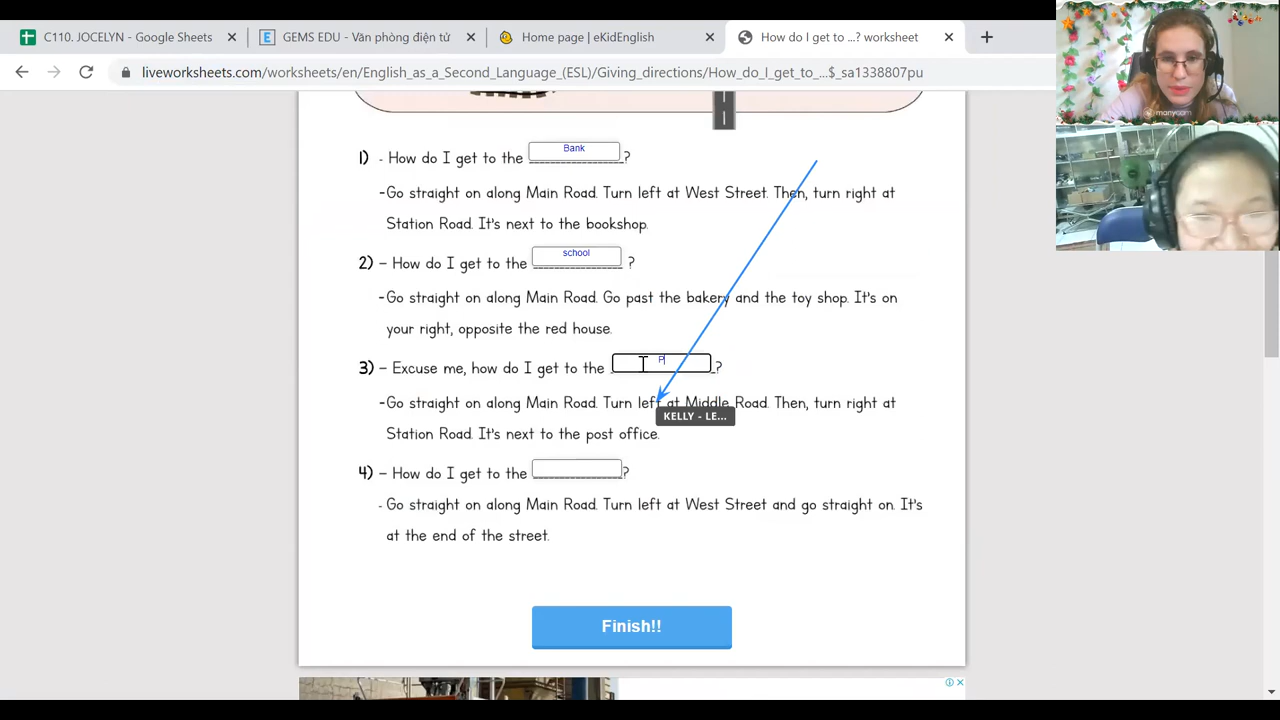 C110. JOCELYN - Google Sheets
GEMS EDU - Văn phòng điện tử
Home page | eKidEnglish
How do I get to ...? worksheet
liveworksheets.com/worksheets/en/English_as_a_Second_Language_(ESL)/Giving_directions/How_do_I_get_to_...$_sa1338807pu
manycam
1) - How do I get to the Bank?
-Go straight on along Main Road. Turn left at West Street. Then, turn right at
Station Road. It's next to the bookshop.
2) - How do I get to the school ?
-Go straight on along Main Road. Go past the bakery and the toy shop. It's on
your right, opposite the red house.
3) - Excuse me, how do I get to the P ?
-Go straight on along Main Road. Turn left at Middle Road. Then, turn right at
KELLY - LE...
Station Road. It's next to the post office.
4) - How do I get to the ?
- Go straight on along Main Road. Turn left at West Street and go straight on. It's
at the end of the street.
Finish!!